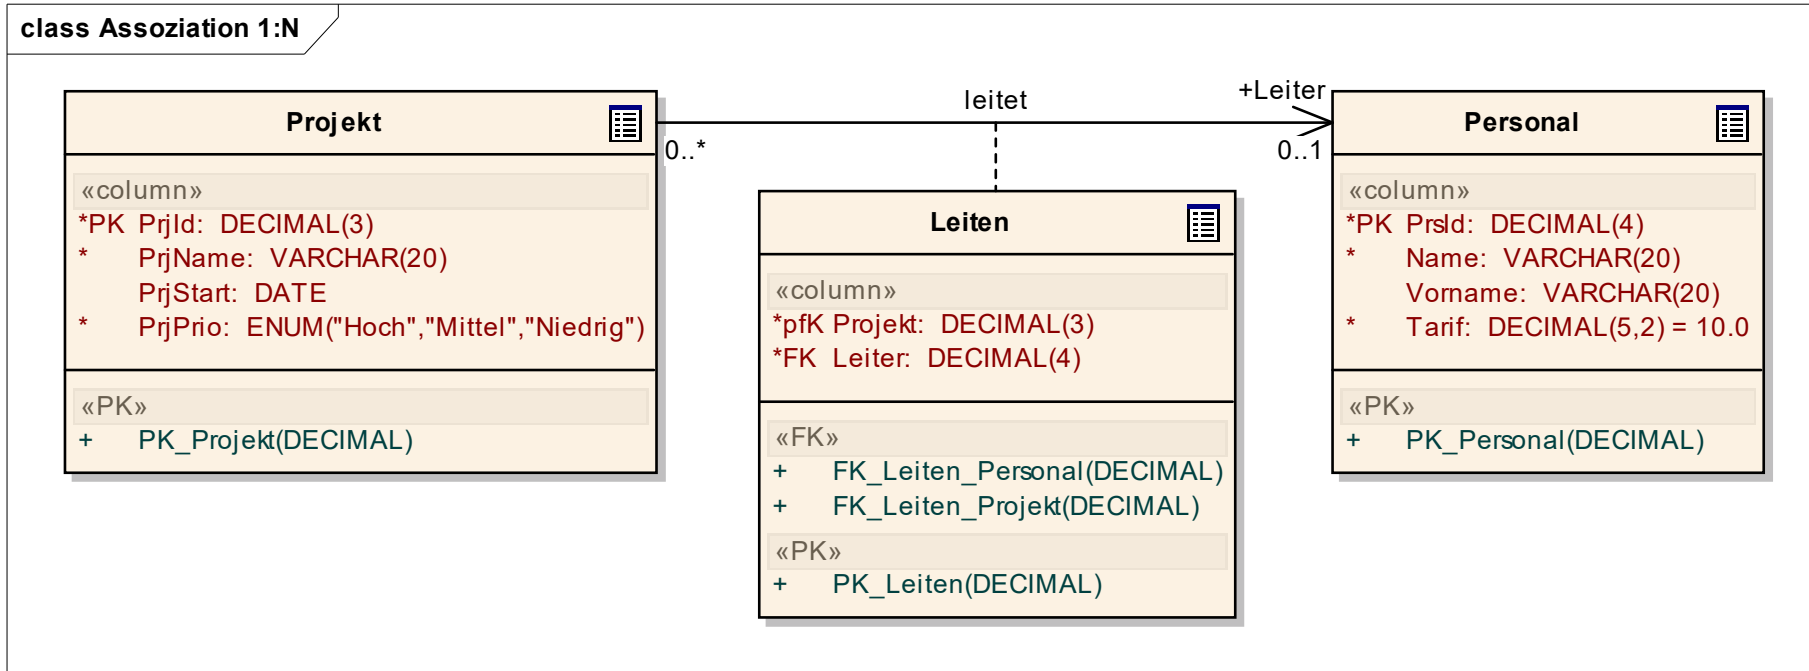 class Assoziation 1:N
leitet
+Leiter
0..*
0..1
Projekt
«column»
*PK PrjId: DECIMAL(3)
* PrjName: VARCHAR(20)
PrjStart: DATE
* PrjPrio: ENUM("Hoch","Mittel","Niedrig")
«PK»
+ PK_Projekt(DECIMAL)
Leiten
«column»
*pfK Projekt: DECIMAL(3)
*FK Leiter: DECIMAL(4)
«FK»
+ FK_Leiten_Personal(DECIMAL)
+ FK_Leiten_Projekt(DECIMAL)
«PK»
+ PK_Leiten(DECIMAL)
Personal
«column»
*PK PrsId: DECIMAL(4)
* Name: VARCHAR(20)
Vorname: VARCHAR(20)
* Tarif: DECIMAL(5,2) = 10.0
«PK»
+ PK_Personal(DECIMAL)